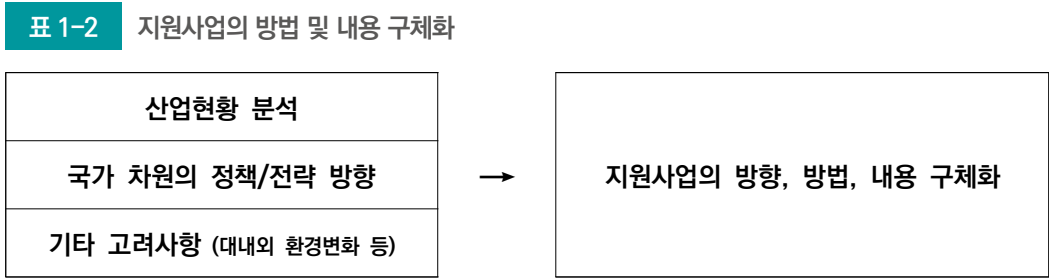 표 1-2 지원사업의 방법 및 내용 구체화
산업현황 분석
국가 차원의 정책/전략 방향
→
지원사업의 방향, 방법, 내용 구체화
기타 고려사항 (대내외 환경변화 등)